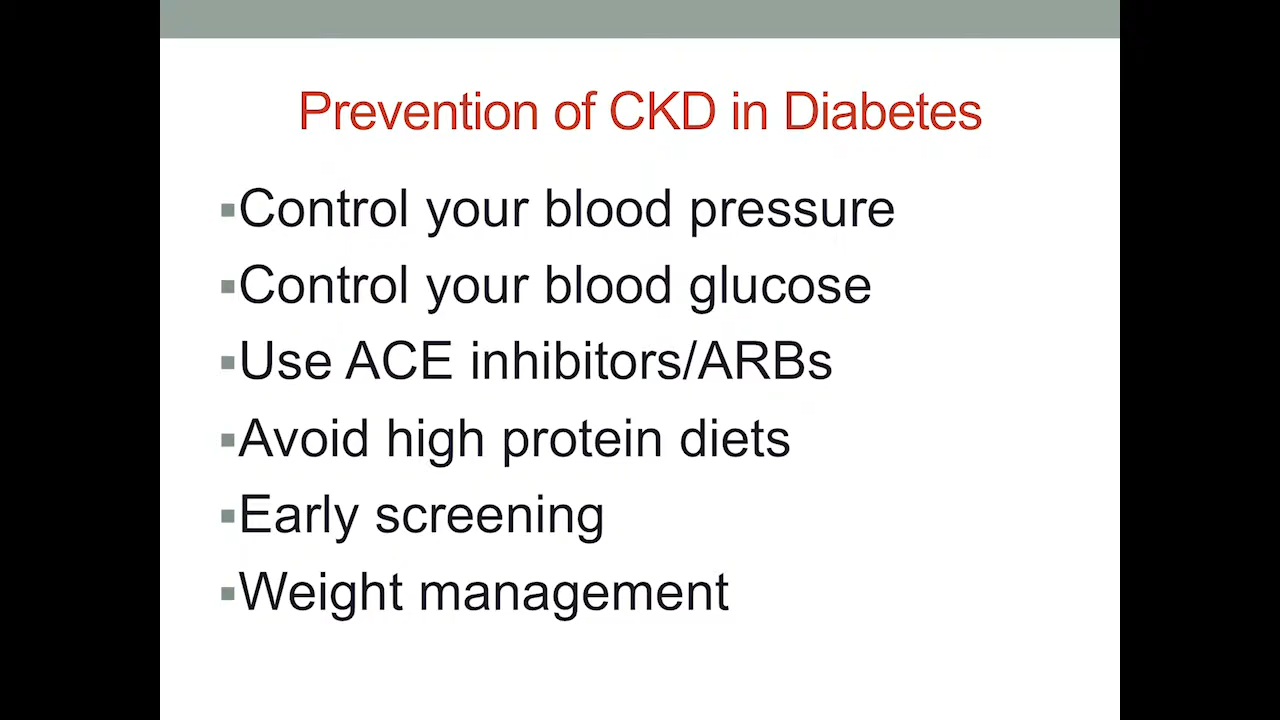 Prevention of CKD in Diabetes
▪Control your blood pressure
▪Control your blood glucose
▪Use ACE inhibitors/ARBs
▪Avoid high protein diets
▪Early screening
▪Weight management